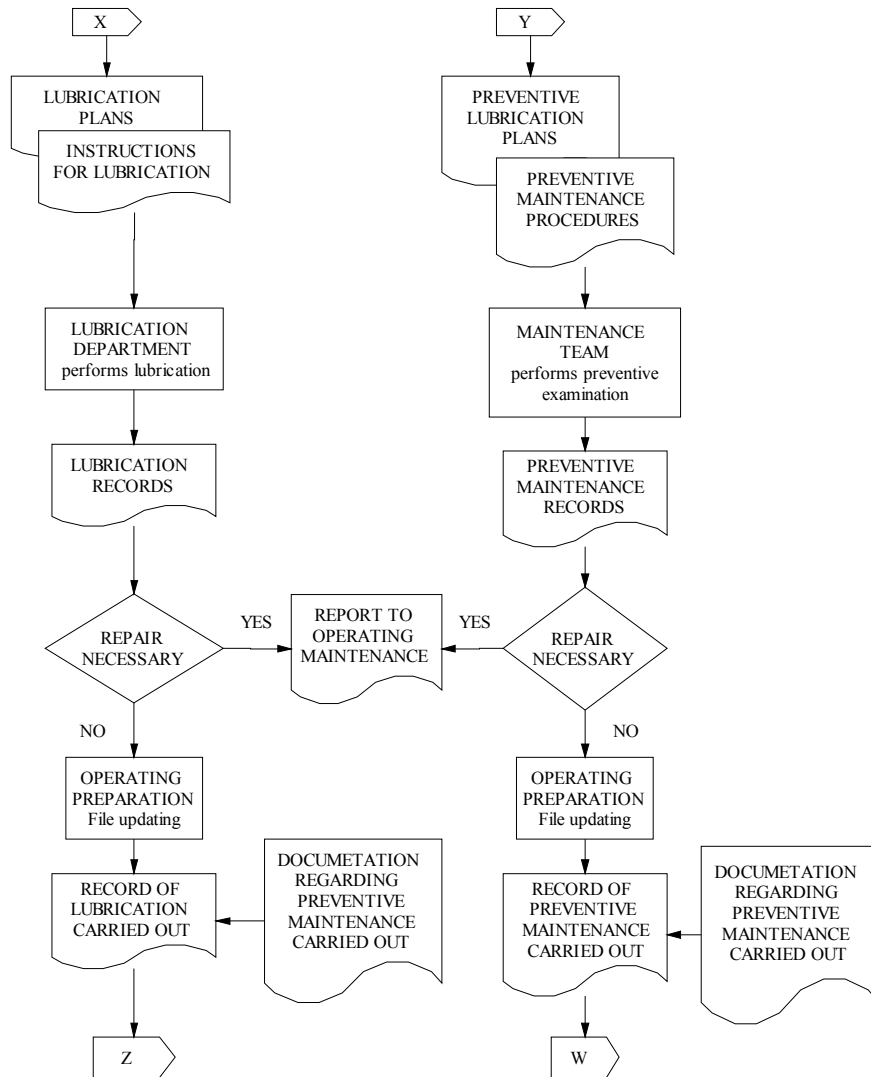 X
LUBRICATION
PLANS
INSTRUCTIONS
FOR LUBRICATION
LUBRICATION
DEPARTMENT
performs lubrication
LUBRICATION
RECORDS
REPAIR
NECESSARY
YES
NO
REPORT TO
OPERATING
MAINTENANCE
OPERATING
PREPARATION
File updating
RECORD OF
LUBRICATION
CARRIED OUT
DOCUMETATION
REGARDING
PREVENTIVE
MAINTENANCE
CARRIED OUT
Z
Y
PREVENTIVE
LUBRICATION
PLANS
PREVENTIVE
MAINTENANCE
PROCEDURES
MAINTENANCE
TEAM
performs preventive
examination
PREVENTIVE
MAINTENANCE
RECORDS
YES
REPAIR
NECESSARY
NO
OPERATING
PREPARATION
File updating
RECORD OF
PREVENTIVE
MAINTENANCE
CARRIED OUT
DOCUMETATION
REGARDING
PREVENTIVE
MAINTENANCE
CARRIED OUT
W